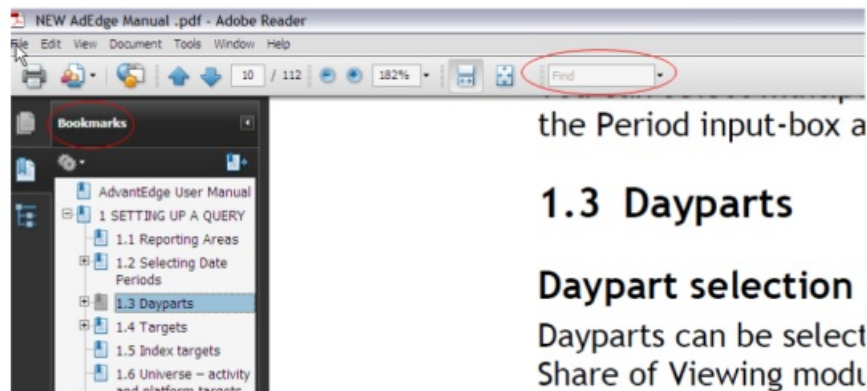 NEW AdEdge Manual .pdf - Adobe Reader
File Edit View Document Tools Window Help
10 / 112 182% Find
Bookmarks
AdvantEdge User Manual
1 SETTING UP A QUERY
1.1 Reporting Areas
1.2 Selecting Date
Periods
1.3 Dayparts
1.4 Targets
1.5 Index targets
1.6 Universe – activity
and platform targets
the Period input-box a
1.3 Dayparts
Daypart selection
Dayparts can be select
Share of Viewing modu